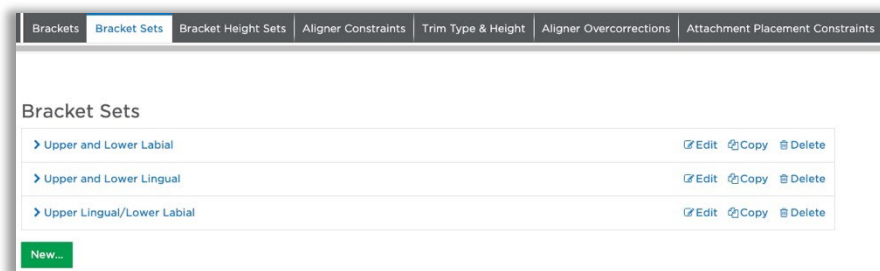 Brackets Bracket Sets Bracket Height Sets Aligner Constraints Trim Type & Height Aligner Overcorrections Attachment Placement Constraints
Bracket Sets
Upper and Lower Labial Edit Copy Delete
Upper and Lower Lingual Edit Copy Delete
Upper Lingual/Lower Labial Edit Copy Delete
New...